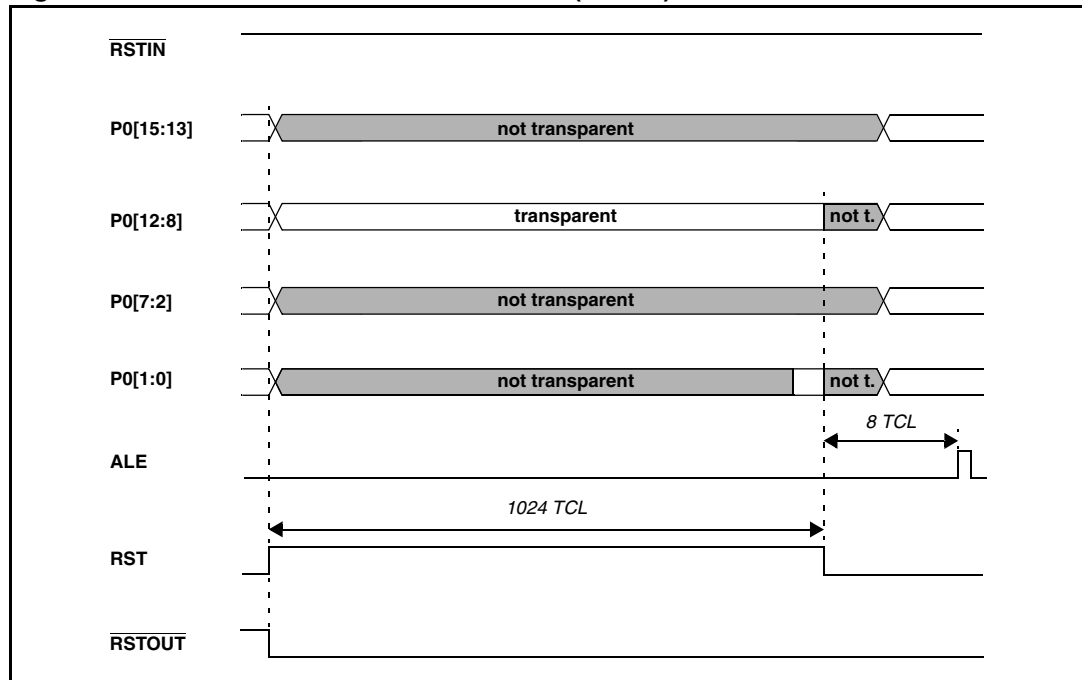 RSTIN
P0[15:13] not transparent
P0[12:8] transparent not t.
P0[7:2] not transparent
P0[1:0] not transparent not t.
8 TCL
ALE
1024 TCL
RST
RSTOUT